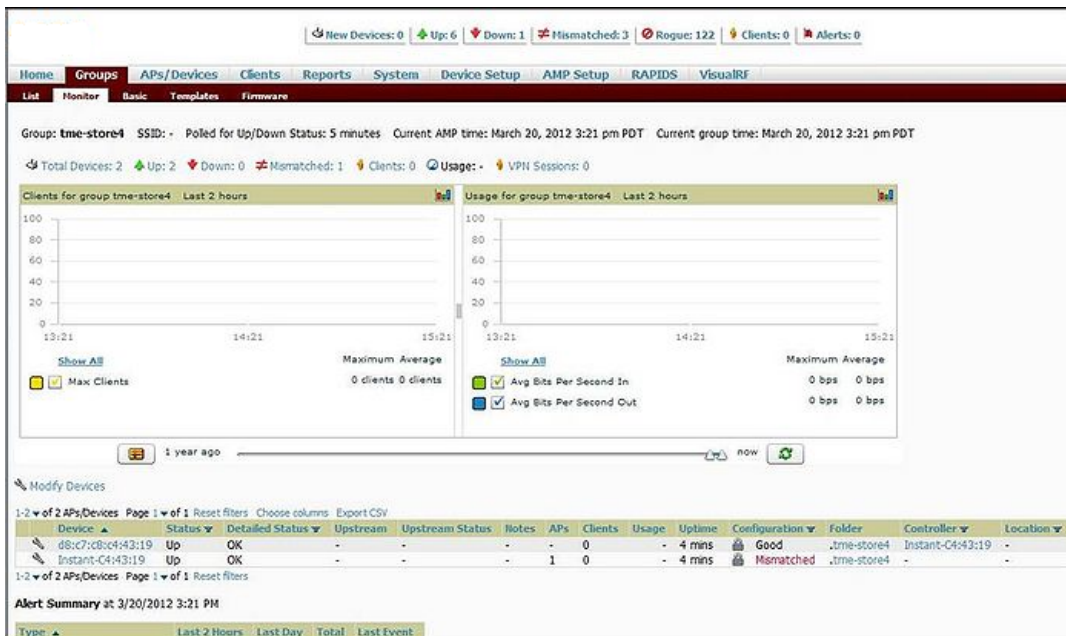 New Devices: 0 Up: 6 Down: 1 Mismatched: 3 Rogue: 122 Clients: 0 Alerts: 0
Home Groups APs/Devices Clients Reports System Device Setup AMP Setup RAPIDS VisualRF
List Monitor Basic Templates Firmware
Group: tme-store4 SSID: - Polled for Up/Down Status: 5 minutes Current AMP time: March 20, 2012 3:21 pm PDT Current group time: March 20, 2012 3:21 pm PDT
Total Devices: 2 Up: 2 Down: 0 Mismatched: 1 Clients: 0 Usage: - VPN Sessions: 0
Clients for group tme-store4 Last 2 hours
100
80
60
40
20
0
13:21 14:21 15:21
Show All Maximum Average
Max Clients 0 clients 0 clients
Usage for group tme-store4 Last 2 hours
100
80
60
40
20
0
13:21 14:21 15:21
Show All Maximum Average
Avg Bits Per Second In 0 bps 0 bps
Avg Bits Per Second Out 0 bps 0 bps
1 year ago now
Modify Devices
1-2 of 2 APs/Devices Page 1 of 1 Reset filters Choose columns Export CSV
Device Status Detailed Status Upstream Upstream Status Notes APs Clients Usage Uptime Configuration Folder Controller Location
d8:c7:c8:c4:43:19 Up OK - - - - 0 - 4 mins Good .tme-store4 Instant-C4:43:19 -
Instant-C4:43:19 Up OK - - - 1 0 - 4 mins Mismatched .tme-store4 - -
1-2 of 2 APs/Devices Page 1 of 1 Reset filters
Alert Summary at 3/20/2012 3:21 PM
Type Last 2 Hours Last Day Total Last Event